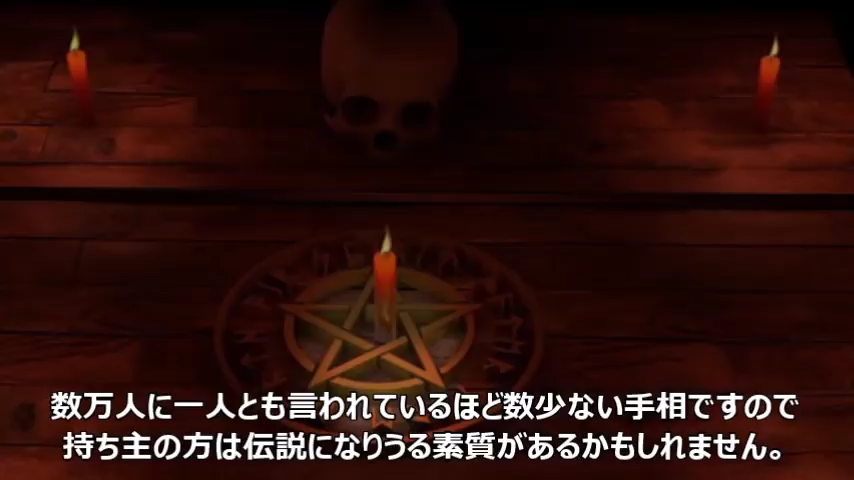 数万人に一人とも言われているほど数少ない手相ですので
持ち主の方は伝説になりうる素質があるかもしれません。